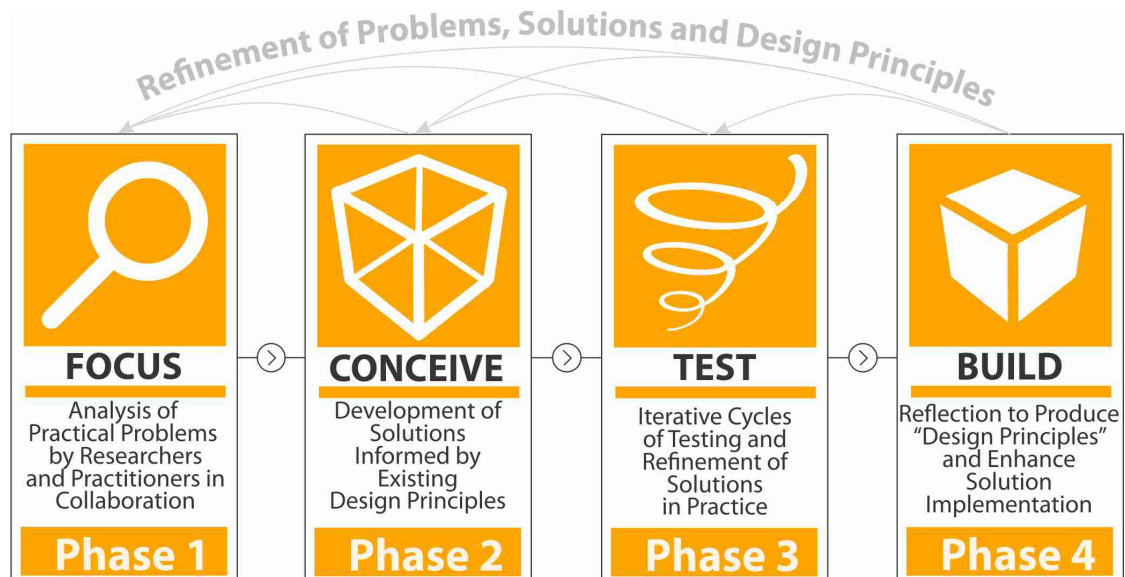 Refinement of Problems, Solutions and Design Principles
FOCUS
Analysis of
Practical Problems
by Researchers
and Practitioners in
Collaboration
Phase 1
CONCEIVE
Development of
Solutions
Informed by
Existing
Design Principles
Phase 2
TEST
Iterative Cycles
of Testing and
Refinement of
Solutions
in Practice
Phase 3
BUILD
Reflection to Produce
“Design Principles”
and Enhance
Solution
Implementation
Phase 4